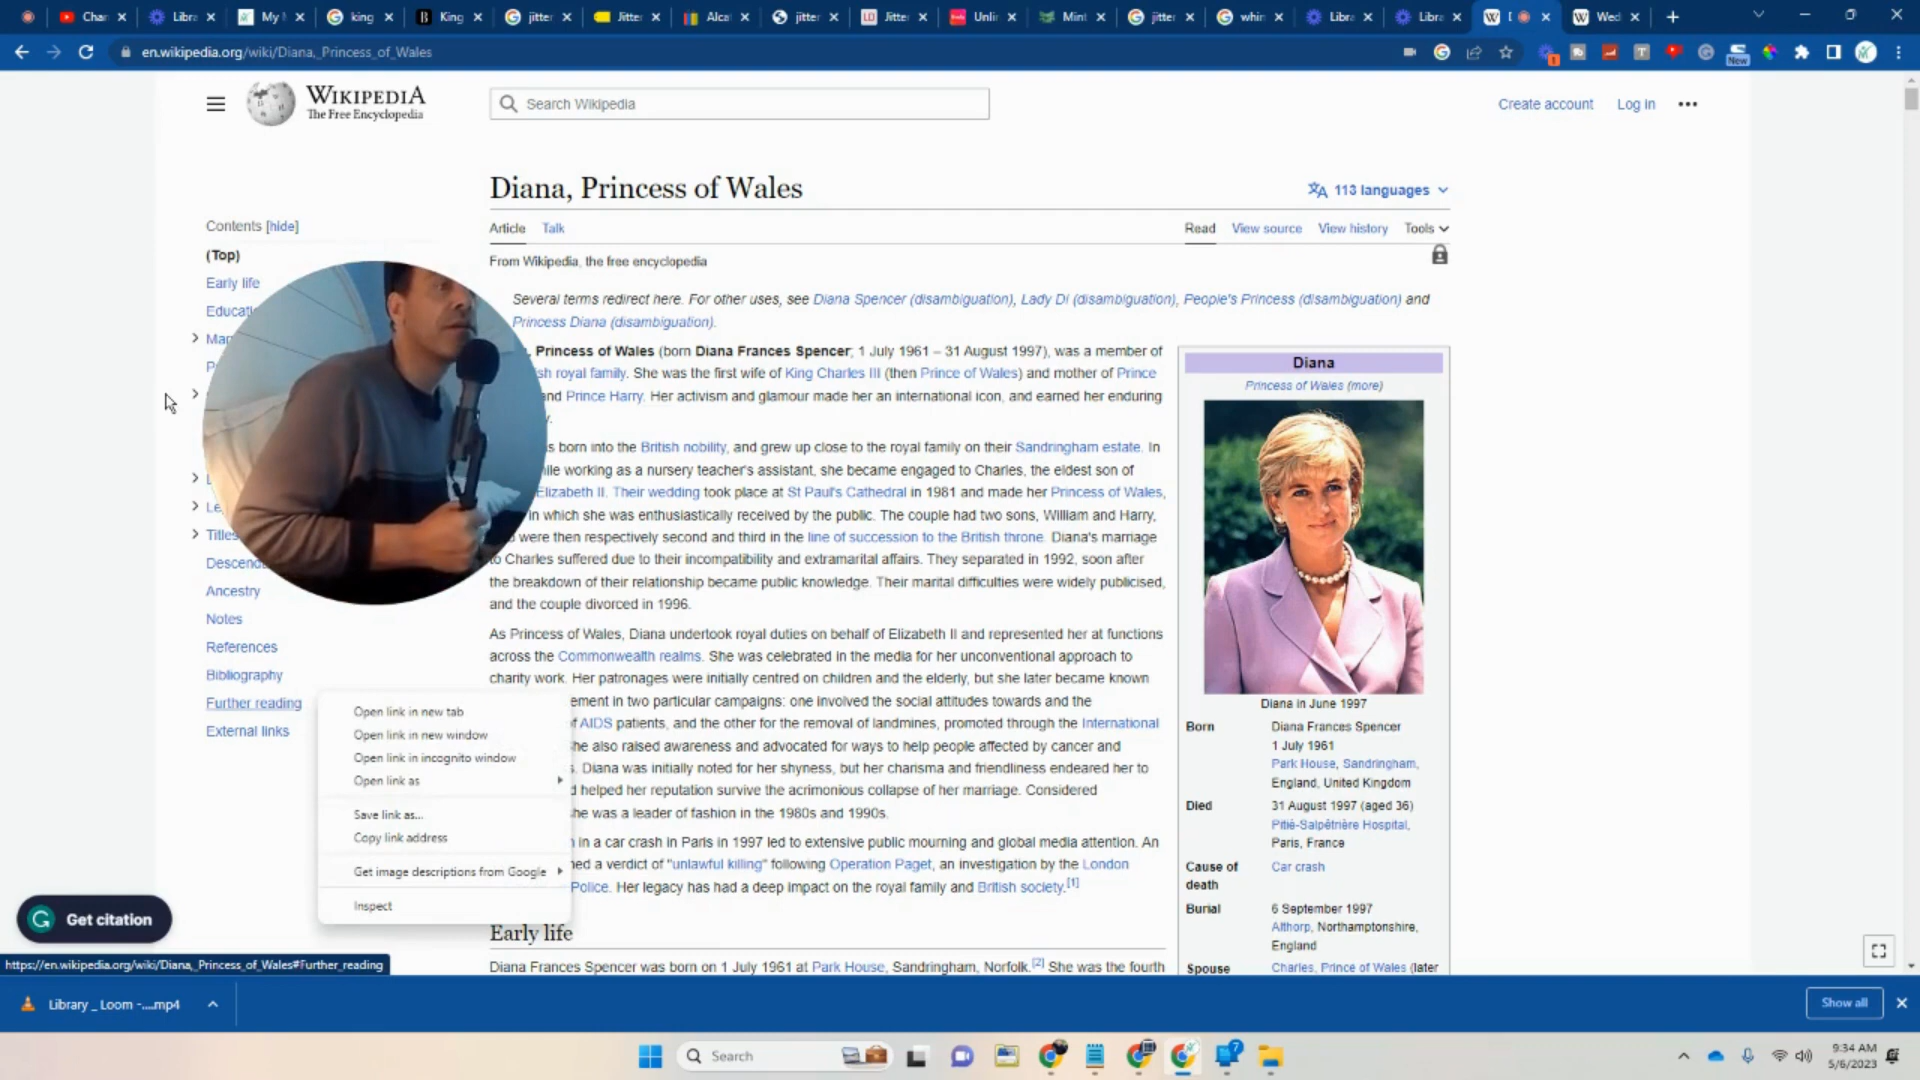 Char
Libra
My
king
King
jitter
Jitte
Alca
jitter
Jitte
Unli
Mint
jitter
whir
Libra
Libra
Wed
en.wikipedia.org/wiki/Diana,_Princess_of_Wales
New
WIKIPEDIA
The Free Encyclopedia
Search Wikipedia
Create account
Log in
Diana, Princess of Wales
113 languages
Contents [hide]
Article
Talk
Read
View source
View history
Tools
(Top)
From Wikipedia, the free encyclopedia
Early life
Several terms redirect here. For other uses, see Diana Spencer (disambiguation), Lady Di (disambiguation), People's Princess (disambiguation) and
Princess Diana (disambiguation).
Educati
Mar
Princess of Wales (born Diana Frances Spencer; 1 July 1961 – 31 August 1997), was a member of
sh royal family. She was the first wife of King Charles III (then Prince of Wales) and mother of Prince
and Prince Harry. Her activism and glamour made her an international icon, and earned her enduring
y.
s born into the British nobility, and grew up close to the royal family on their Sandringham estate. In
ile working as a nursery teacher's assistant, she became engaged to Charles, the eldest son of
Elizabeth II. Their wedding took place at St Paul's Cathedral in 1981 and made her Princess of Wales,
in which she was enthusiastically received by the public. The couple had two sons, William and Harry,
were then respectively second and third in the line of succession to the British throne. Diana's marriage
to Charles suffered due to their incompatibility and extramarital affairs. They separated in 1992, soon after
the breakdown of their relationship became public knowledge. Their marital difficulties were widely publicised,
and the couple divorced in 1996.
Le
Titles
Descend
Ancestry
Notes
References
Bibliography
Further reading
External links
As Princess of Wales, Diana undertook royal duties on behalf of Elizabeth II and represented her at functions
across the Commonwealth realms. She was celebrated in the media for her unconventional approach to
charity work. Her patronages were initially centred on children and the elderly, but she later became known
ement in two particular campaigns: one involved the social attitudes towards and the
f AIDS patients, and the other for the removal of landmines, promoted through the International
he also raised awareness and advocated for ways to help people affected by cancer and
s. Diana was initially noted for her shyness, but her charisma and friendliness endeared her to
d helped her reputation survive the acrimonious collapse of her marriage. Considered
he was a leader of fashion in the 1980s and 1990s.
in a car crash in Paris in 1997 led to extensive public mourning and global media attention. An
ned a verdict of "unlawful killing" following Operation Paget, an investigation by the London
Police. Her legacy has had a deep impact on the royal family and British society.[1]
Early life
Diana Frances Spencer was born on 1 July 1961 at Park House, Sandringham, Norfolk.[2] She was the fourth
Open link in new tab
Open link in new window
Open link in incognito window
Open link as
Save link as...
Copy link address
Get image descriptions from Google
Inspect
Diana
Princess of Wales (more)
Diana in June 1997
Born
Diana Frances Spencer
1 July 1961
Park House, Sandringham,
England, United Kingdom
Died
31 August 1997 (aged 36)
Pitié-Salpêtrière Hospital,
Paris, France
Cause of
death
Car crash
Burial
6 September 1997
Althorp, Northamptonshire,
England
Spouse
Charles, Prince of Wales (later
Get citation
https://en.wikipedia.org/wiki/Diana,_Princess_of_Wales#Further_reading
Library _ Loom -....mp4
Show all
Search
7
9:34 AM
5/6/2023